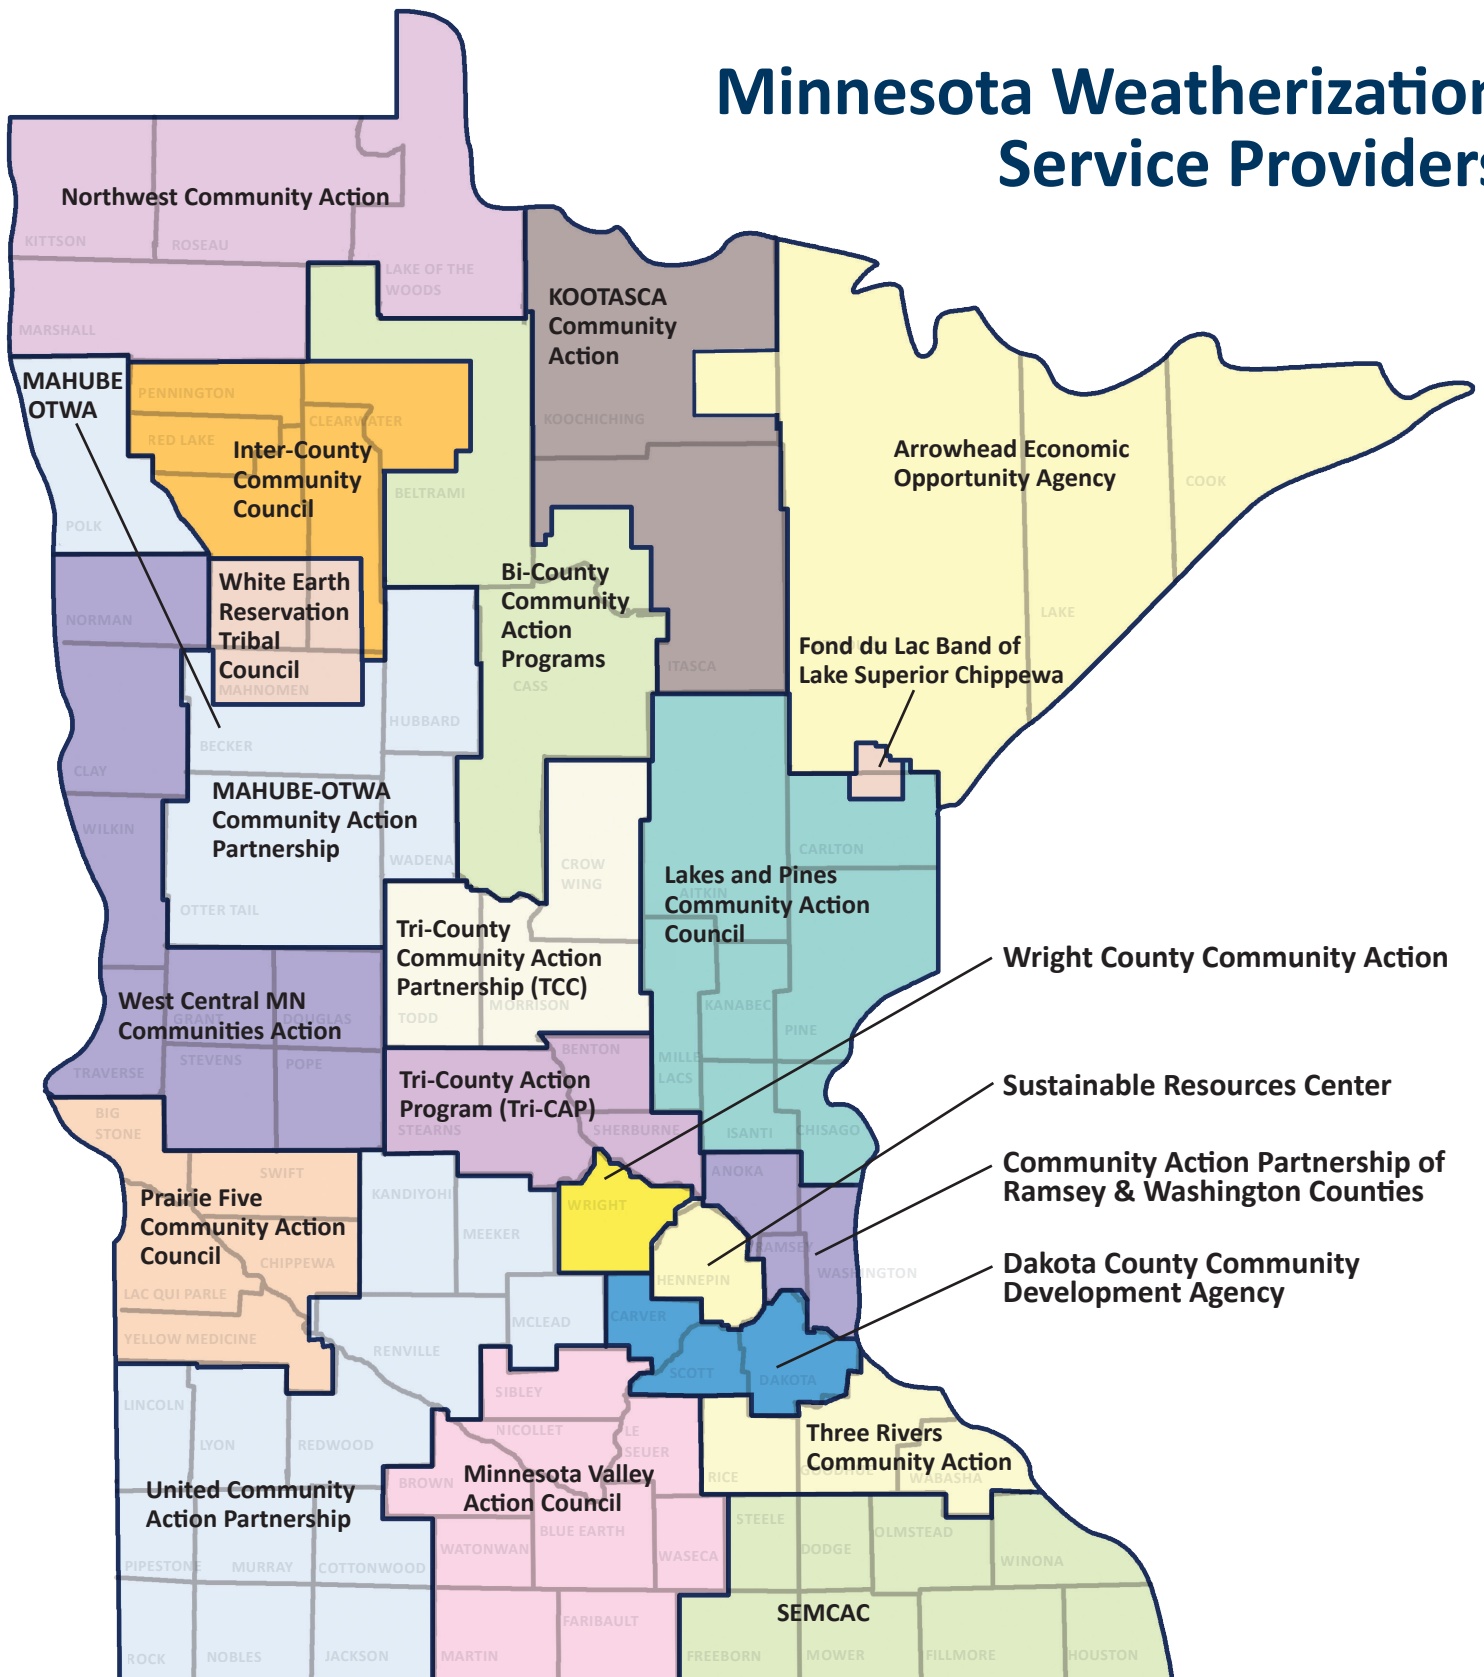 Minnesota Weatherization
Service Providers
Northwest Community Action
KITTSON
ROSEAU
LAKE OF THE
WOODS
MARSHALL
KOOTASCA
Community
Action
KOOCHICHING
MAHUBE
OTWA
PENNINGTON
RED LAKE
CLEARWATER
Inter-County
Community
Council
BELTRAMI
POLK
Arrowhead Economic
Opportunity Agency
COOK
LAKE
White Earth
Reservation
Tribal
Council
MAHNOMEN
NORMAN
Bi-County
Community
Action
Programs
CASS
ITASCA
Fond du Lac Band of
Lake Superior Chippewa
HUBBARD
BECKER
CLAY
MAHUBE-OTWA
Community Action
Partnership
WILKIN
WADENA
OTTER TAIL
CROW
WING
CARLTON
Lakes and Pines
Community Action
Council
AITKIN
Tri-County
Community Action
Partnership (TCC)
TODD
MORRISON
KANABEC
PINE
MILLE
LACS
ISANTI
CHISAGO
West Central MN
Communities Action
GRANT
DOUGLAS
STEVENS
POPE
TRAVERSE
Tri-County Action
Program (Tri-CAP)
BENTON
STEARNS
SHERBURNE
Wright County Community Action
Sustainable Resources Center
Community Action Partnership of
Ramsey & Washington Counties
Dakota County Community
Development Agency
BIG
STONE
SWIFT
Prairie Five
Community Action
Council
CHIPPEWA
LAC QUI PARLE
YELLOW MEDICINE
KANDIYOHI
MEEKER
WRIGHT
ANOKA
RAMSEY
WASHINGTON
HENNEPIN
MCLEAD
CARVER
RENVILLE
SCOTT
DAKOTA
LINCOLN
LYON
REDWOOD
United Community
Action Partnership
PIPESTONE
MURRAY
COTTONWOOD
ROCK
NOBLES
JACKSON
SIBLEY
NICOLLET
LE
SEUER
BROWN
Minnesota Valley
Action Council
BLUE EARTH
WATONWAN
WASECA
FARIBAULT
MARTIN
Three Rivers
Community Action
RICE
GOODHUE
WABASHA
STEELE
DODGE
OLMSTEAD
WINONA
SEMCAC
FREEBORN
MOWER
FILLMORE
HOUSTON